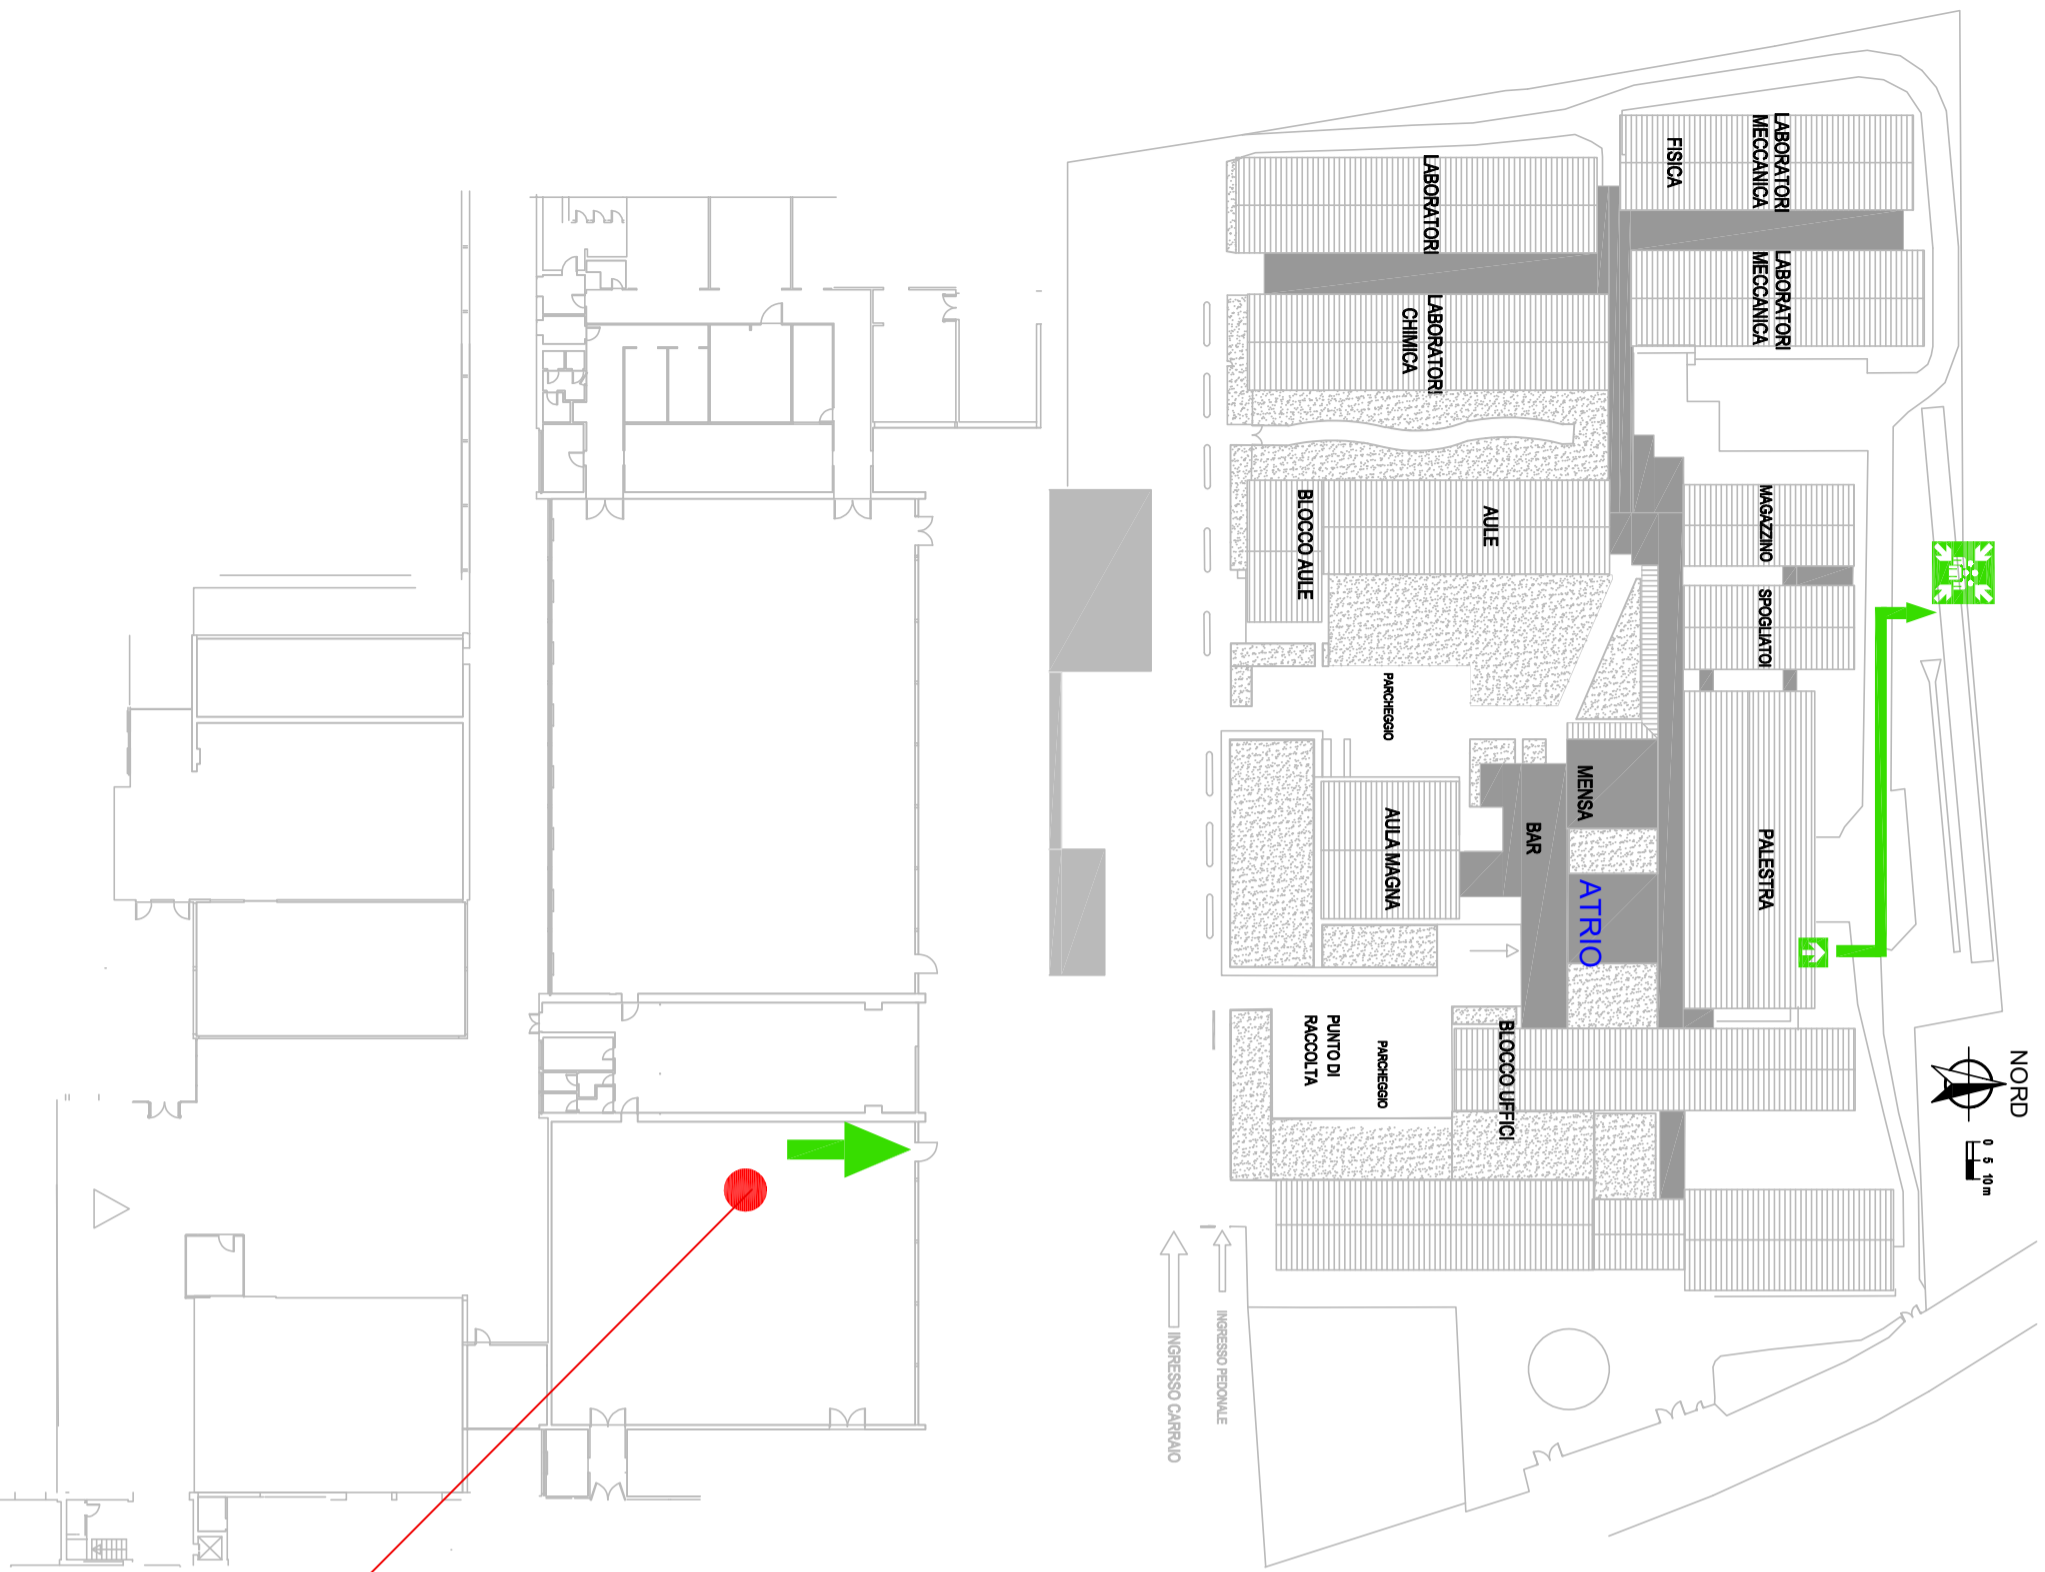 LABORATORI
MECCANICA
FISICA
LABORATORI
LABORATORI
MECCANICA
LABORATORI
CHIMICA
MAGAZZINO
AULE
BLOCCO AULE
SPOGLIATOI
PARCHEGGIO
MENSA
BAR
AULA MAGNA
PALESTRA
ATRIO
NORD
0 5 10 m
BLOCCO UFFICI
PUNTO DI
RACCOLTA
PARCHEGGIO
INGRESSO PEDONALE
INGRESSO CARRAIO